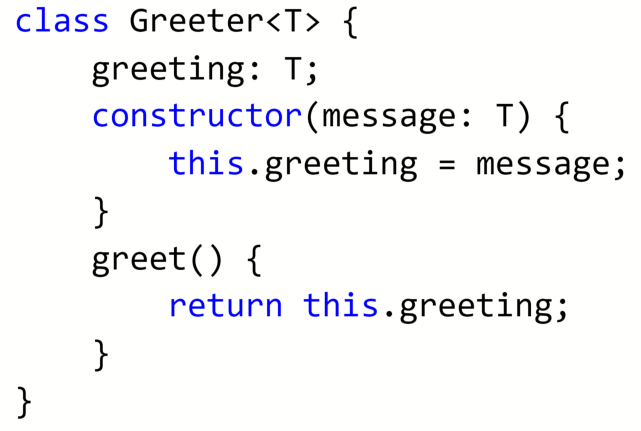 class Greeter<T> {
    greeting: T;
    constructor(message: T) {
        this.greeting = message;
    }
    greet() {
        return this.greeting;
    }
}